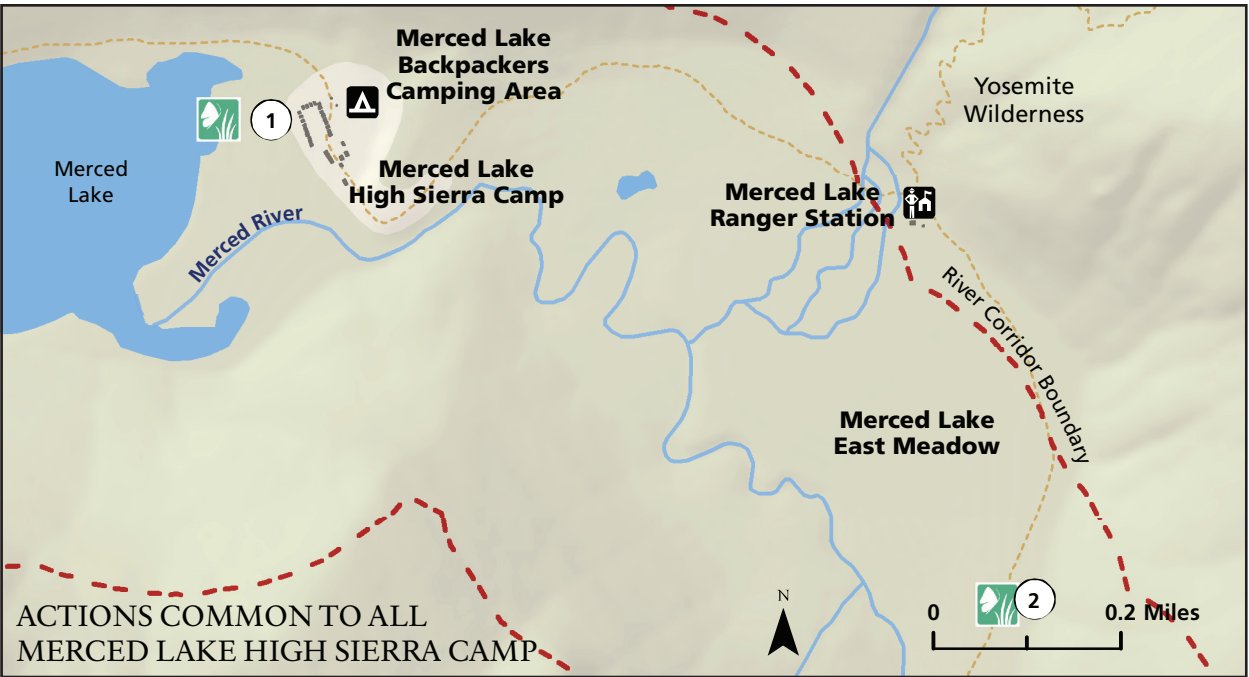 Merced Lake
Backpackers
Camping Area
Yosemite
Wilderness
1
Merced
Lake
Merced Lake
High Sierra Camp
Merced Lake
Ranger Station
Merced River
River Corridor Boundary
Merced Lake
East Meadow
N
2
0
0.2 Miles
ACTIONS COMMON TO ALL
MERCED LAKE HIGH SIERRA CAMP